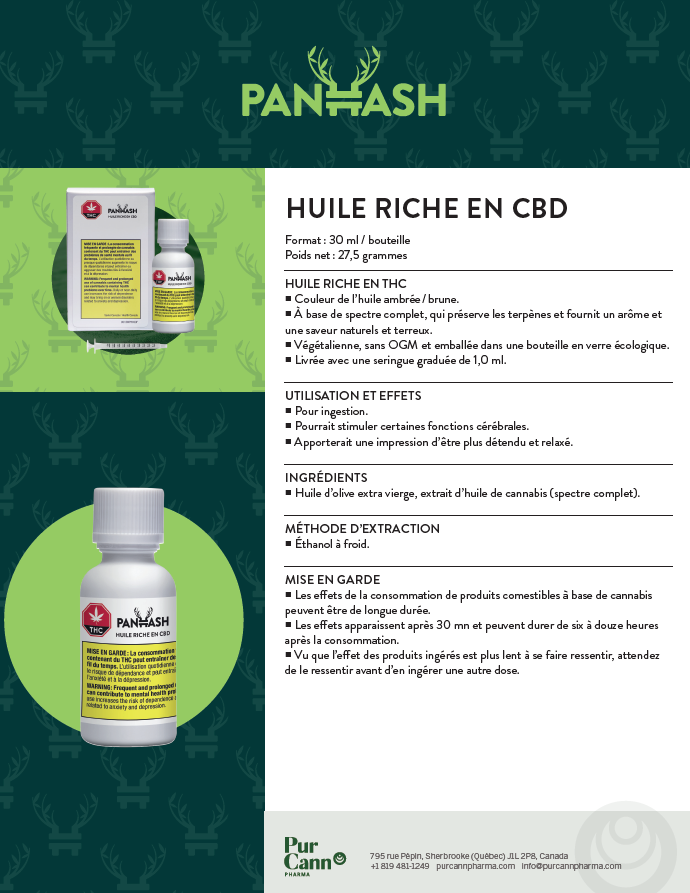 PANHASH
HUILE RICHE EN CBD
Format : 30 ml / bouteille
Poids net : 27,5 grammes
HUILE RICHE EN THC
■ Couleur de l'huile ambrée / brune.
■ À base de spectre complet, qui préserve les terpènes et fournit un arôme et
une saveur naturels et terreux.
■ Végétalienne, sans OGM et emballée dans une bouteille en verre écologique.
■ Livrée avec une seringue graduée de 1,0 ml.
UTILISATION ET EFFETS
■ Pour ingestion.
■ Pourrait stimuler certaines fonctions cérébrales.
■ Apporterait une impression d'être plus détendu et relaxé.
INGRÉDIENTS
■ Huile d'olive extra vierge, extrait d'huile de cannabis (spectre complet).
MÉTHODE D'EXTRACTION
■ Éthanol à froid.
MISE EN GARDE
■ Les effets de la consommation de produits comestibles à base de cannabis
peuvent être de longue durée.
■ Les effets apparaissent après 30 mn et peuvent durer de six à douze heures
après la consommation.
■ Vu que l'effet des produits ingérés est plus lent à se faire ressentir, attendez
de le ressentir avant d'en ingérer une autre dose.
THC
PANHASH
HUILE RICHE EN CBD
THC
PANHASH
THC
PANHASH
HUILE RICHE EN CBD
MISE EN GARDE : La consommation
contenant du THC peut entraîner de
fil du temps. L'utilisation quotidienne
le risque de dépendance et peut entraî
l'anxiété et à la dépression.
WARNING: Frequent and prolonged
can contribute to mental health pro
use increases the risk of dependence
related to anxiety and depression.
Pur
Cann
PHARMA
795 rue Pépin, Sherbrooke (Québec) J1L 2P8, Canada
+1 819 481-1249 purcannpharma.com info@purcannpharma.com